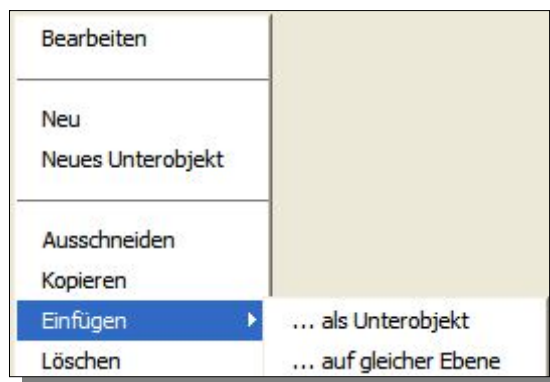 Bearbeiten
Neu
Neues Unterobjekt
Ausschneiden
Kopieren
Einfügen
... als Unterobjekt
Löschen
... auf gleicher Ebene